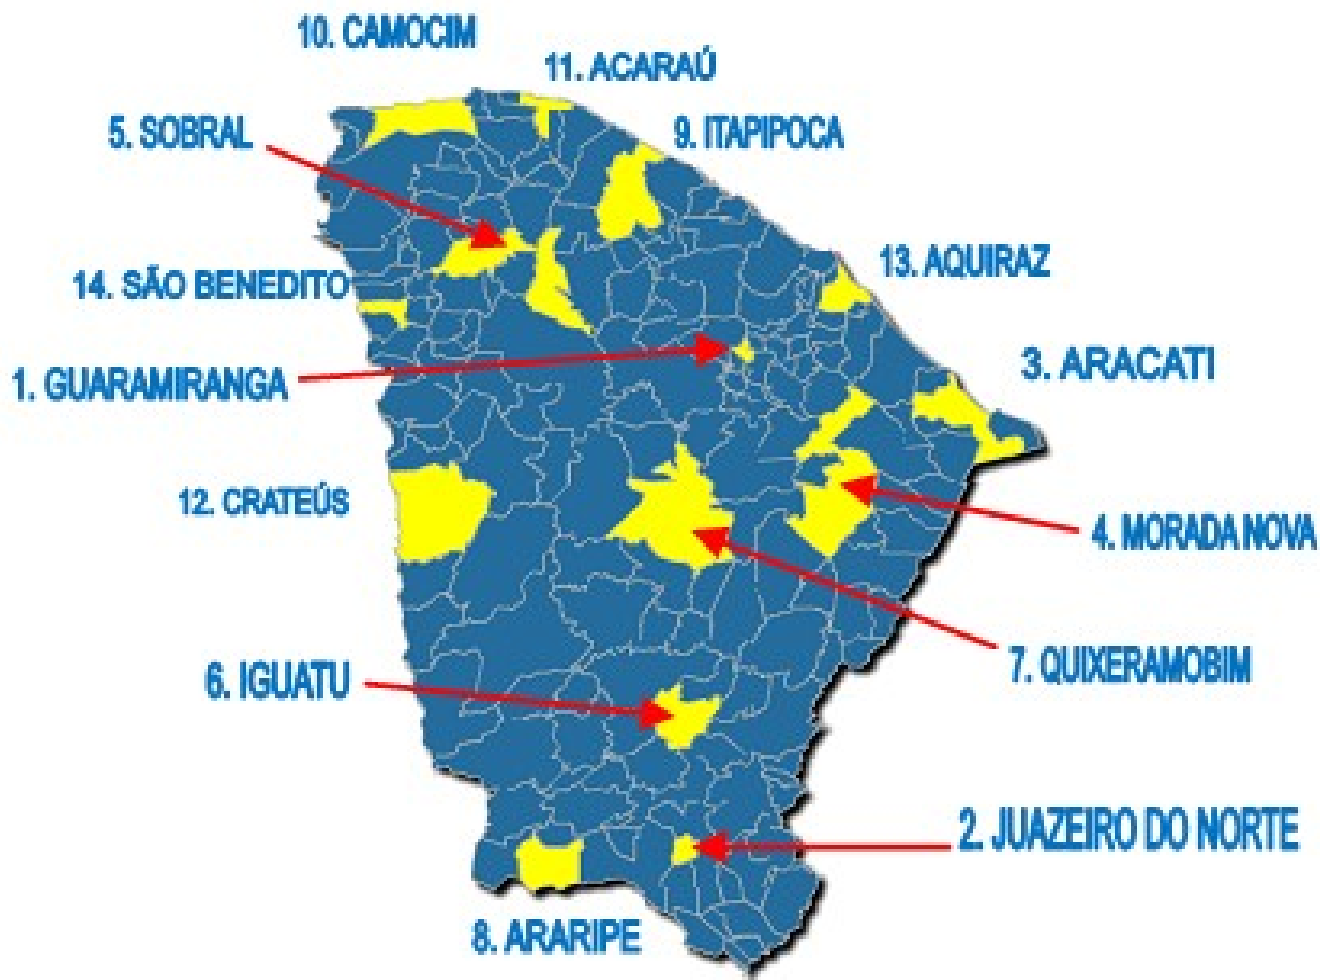 10. CAMOCIM
11. ACARAÚ
5. SOBRAL
9. ITAPIPOCA
13. AQUIRAZ
14. SÃO BENEDITO
1. GUARAMIRANGA
3. ARACATI
12. CRATEÚS
4. MORADA NOVA
7. QUIXERAMOBIM
6. IGUATU
2. JUAZEIRO DO NORTE
8. ARARIPE